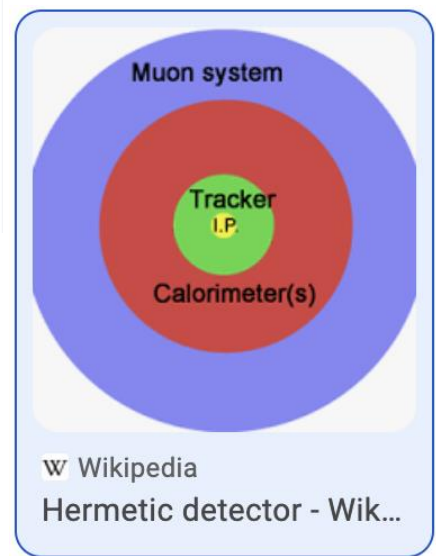 Muon system
Tracker
I.P.
Calorimeter(s)
W Wikipedia
Hermetic detector - Wik...